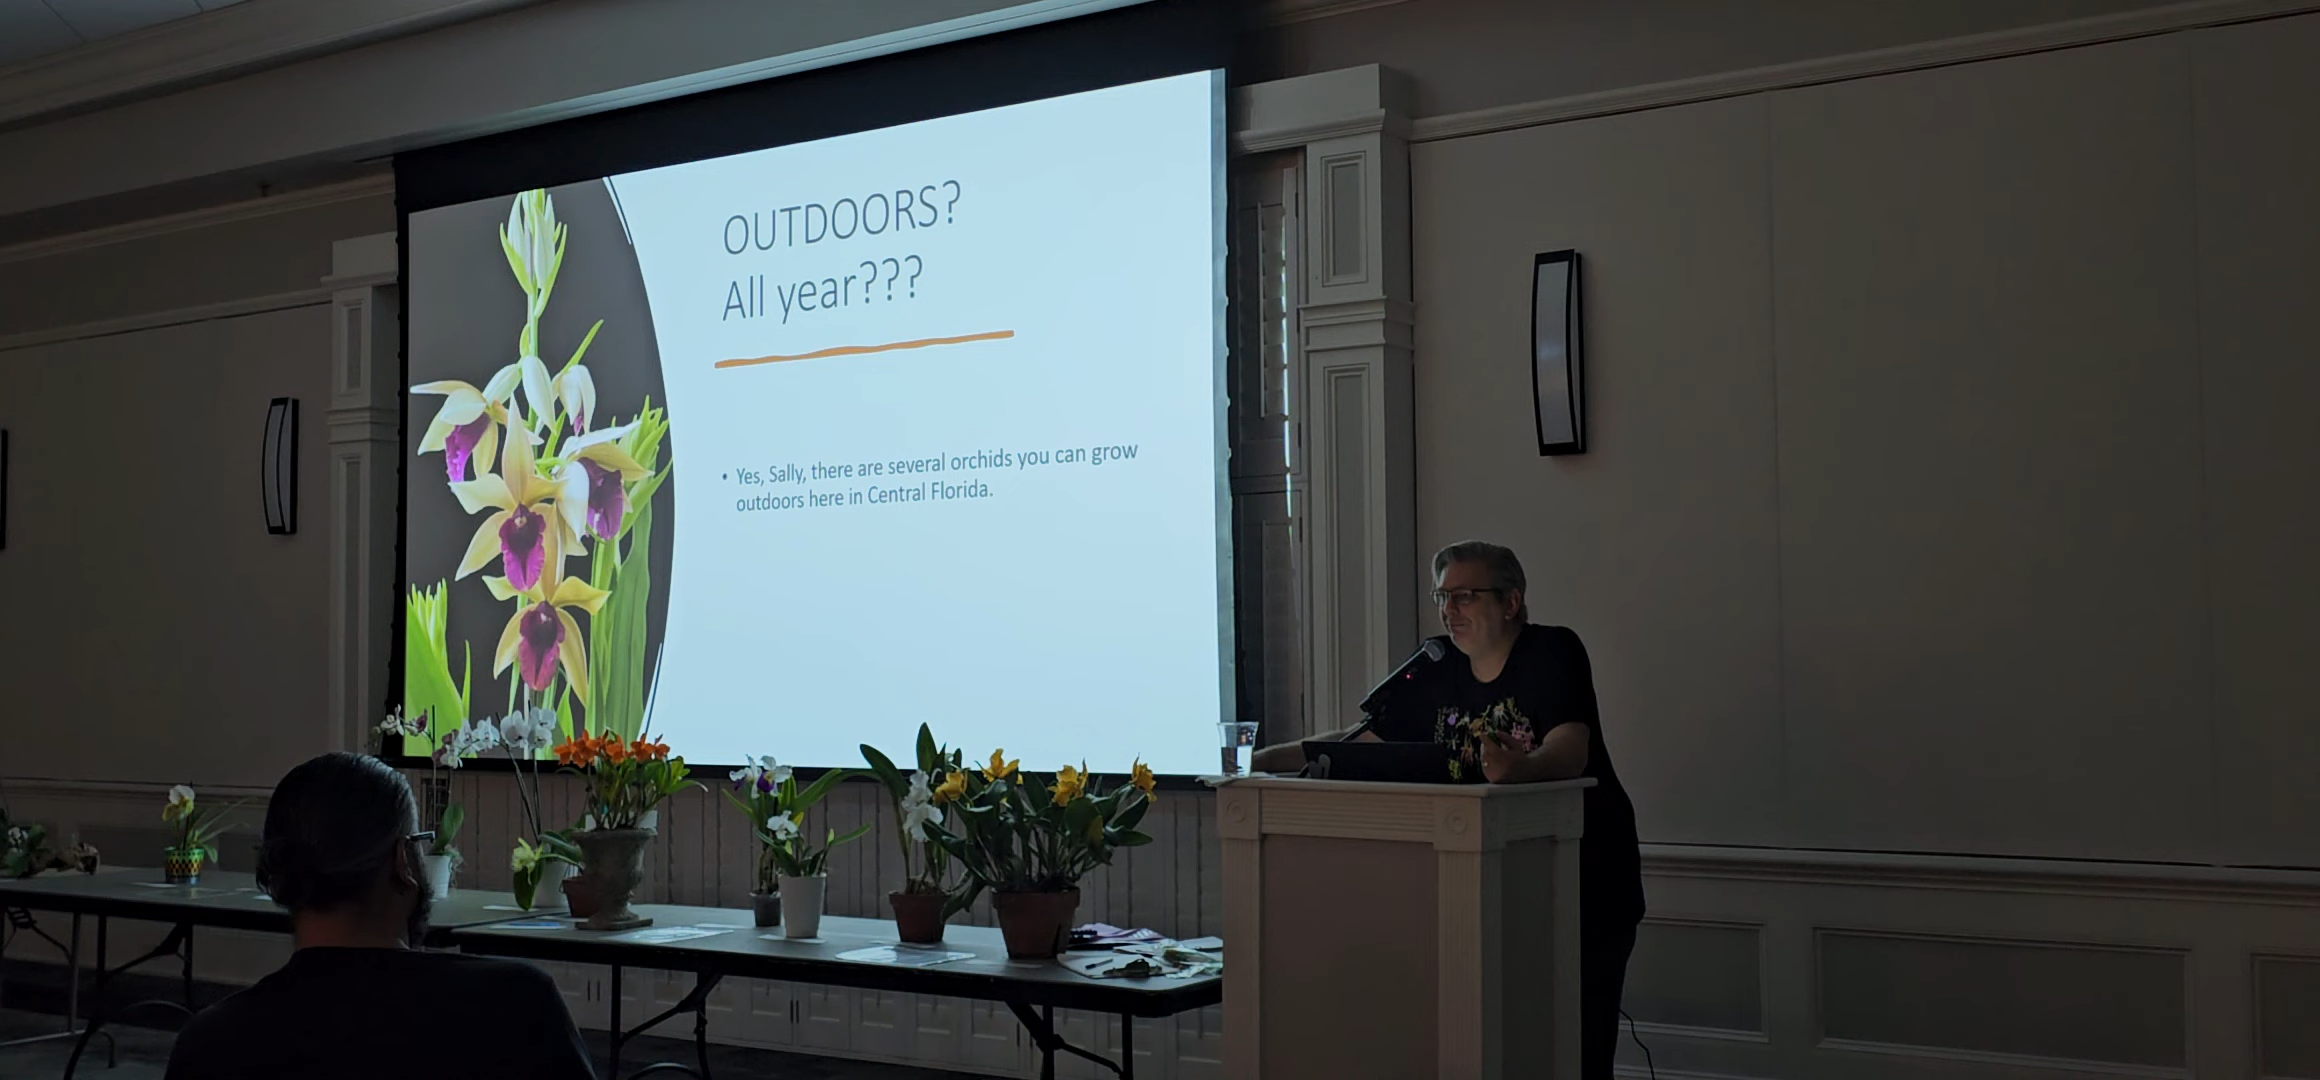 OUTDOORS?
All year???
• Yes, Sally, there are several orchids you can grow
outdoors here in Central Florida.